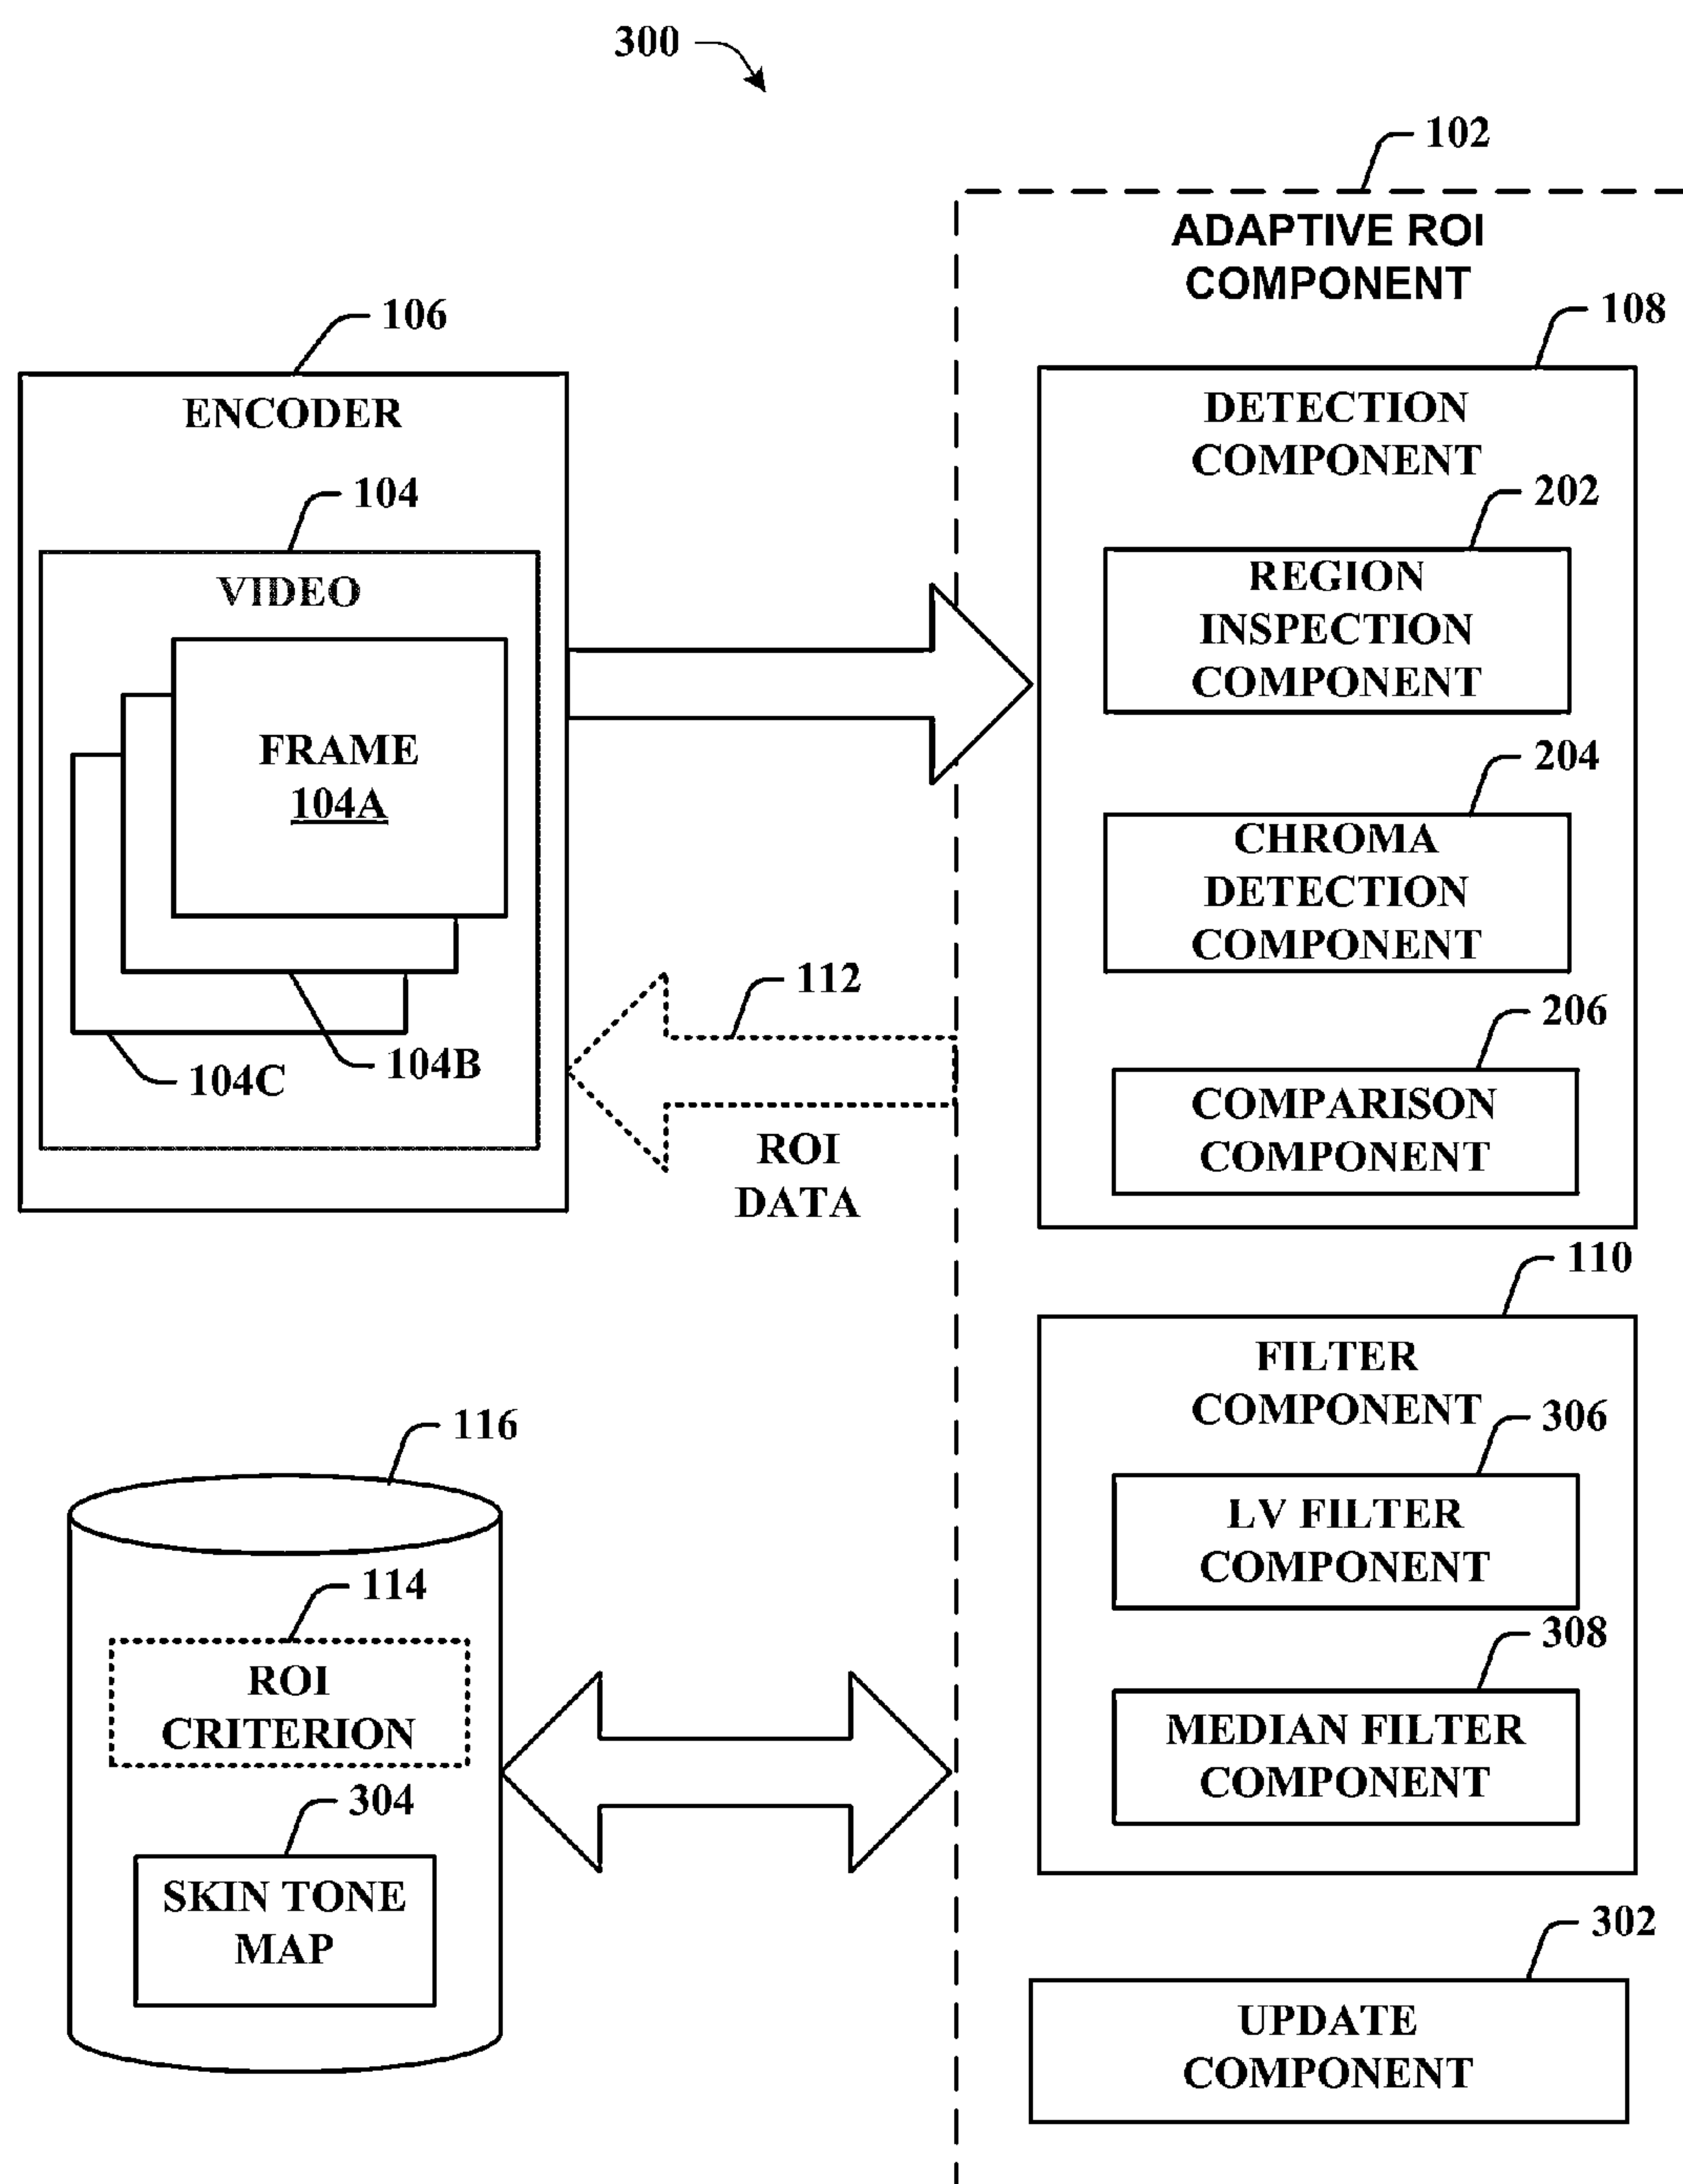 300
102
ADAPTIVE ROI
COMPONENT
106
ENCODER
104
VIDEO
FRAME
104A
104B
104C
108
DETECTION
COMPONENT
202
REGION
INSPECTION
COMPONENT
204
CHROMA
DETECTION
COMPONENT
206
COMPARISON
COMPONENT
112
ROI
DATA
110
FILTER
COMPONENT
306
LV FILTER
COMPONENT
308
MEDIAN FILTER
COMPONENT
116
114
ROI
CRITERION
304
SKIN TONE
MAP
302
UPDATE
COMPONENT